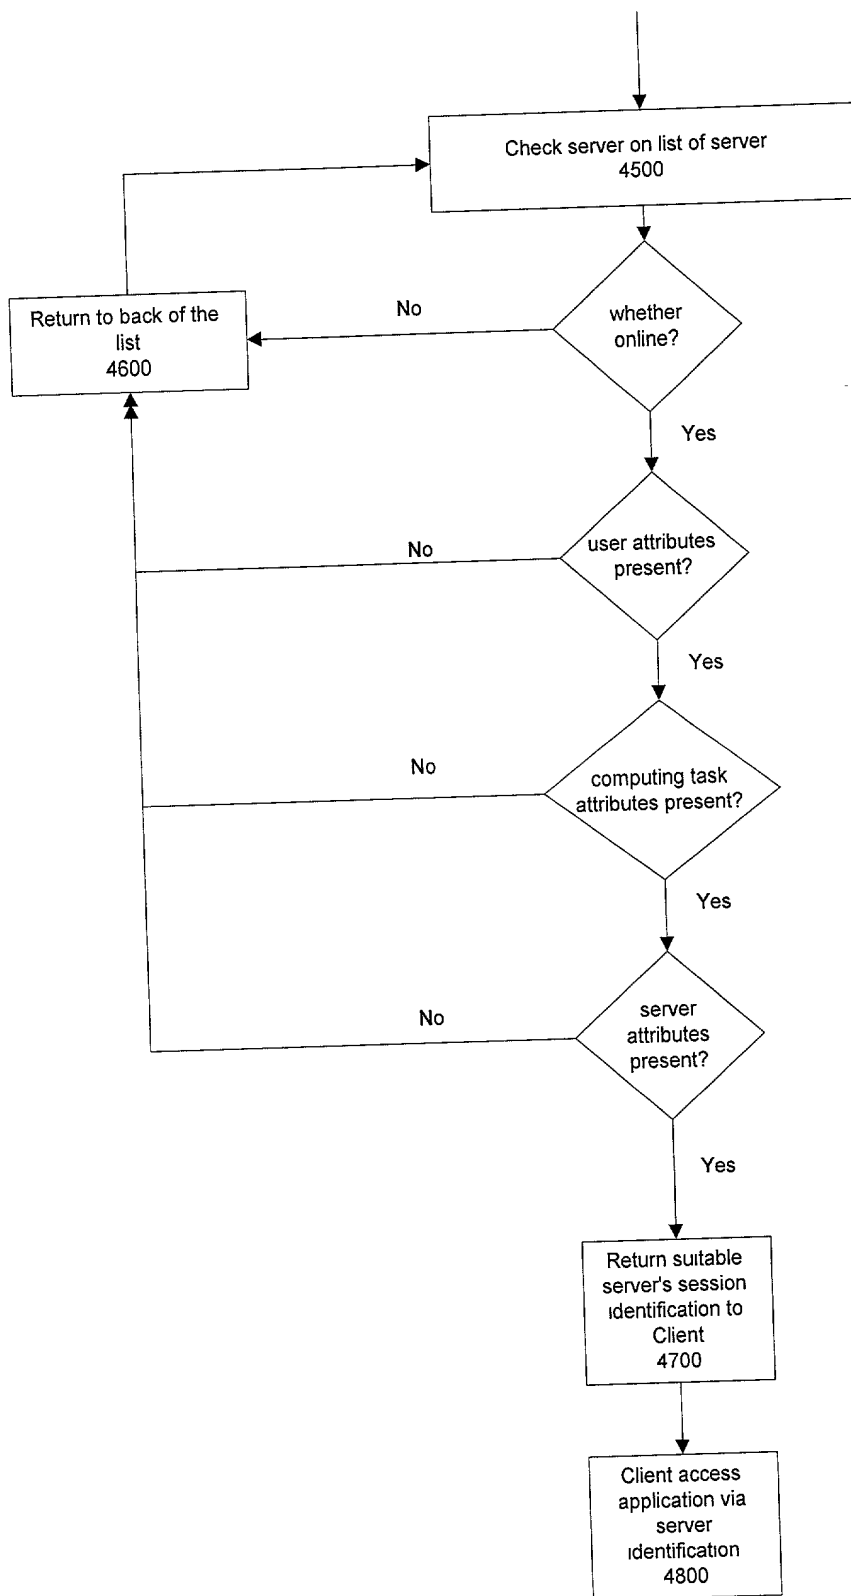 Check server on list of server
4500
No
whether
online?
Return to back of the
list
4600
Yes
No
user attributes
present?
Yes
No
computing task
attributes present?
Yes
No
server
attributes
present?
Yes
Return suitable
server's session
identification to
Client
4700
Client access
application via
server
identification
4800